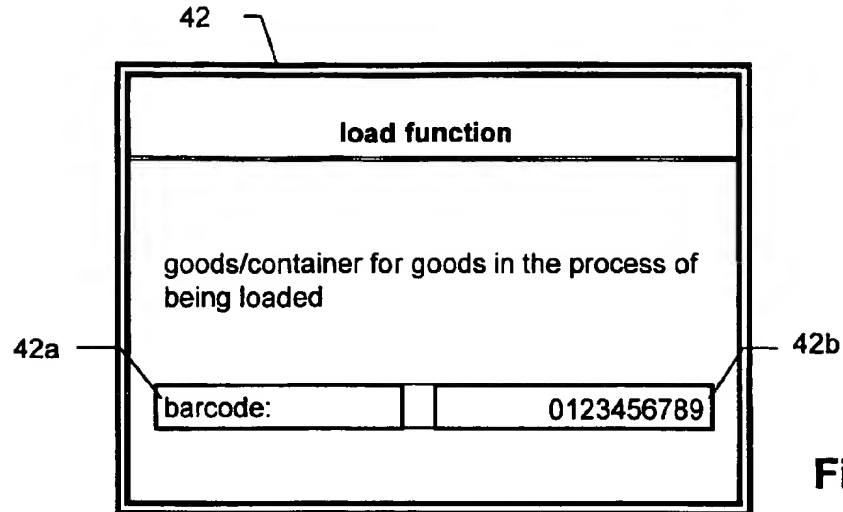 42
load function
goods/container for goods in the process of
being loaded
42a
42b
barcode: 0123456789